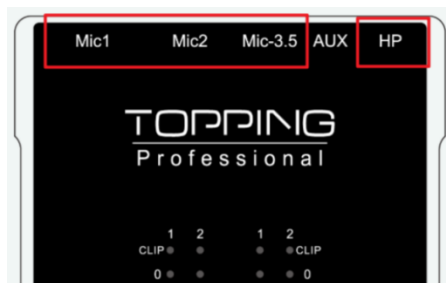 Mic1 Mic2 Mic-3.5 AUX HP
TOPPING
Professional
1 2 1 2
CLIP CLIP
0 0